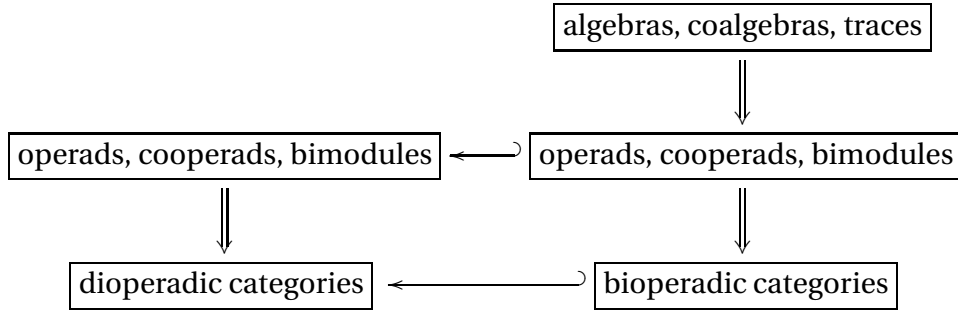 algebras, coalgebras, traces
operads, cooperads, bimodules
operads, cooperads, bimodules
dioperadic categories
bioperadic categories